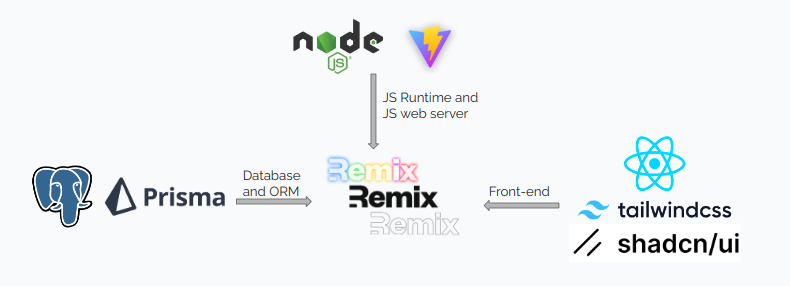 node
JS
JS Runtime and
JS web server
Prisma
Database
and ORM
Remix
Remix
Remix
Front-end
tailwindcss
shadcn/ui